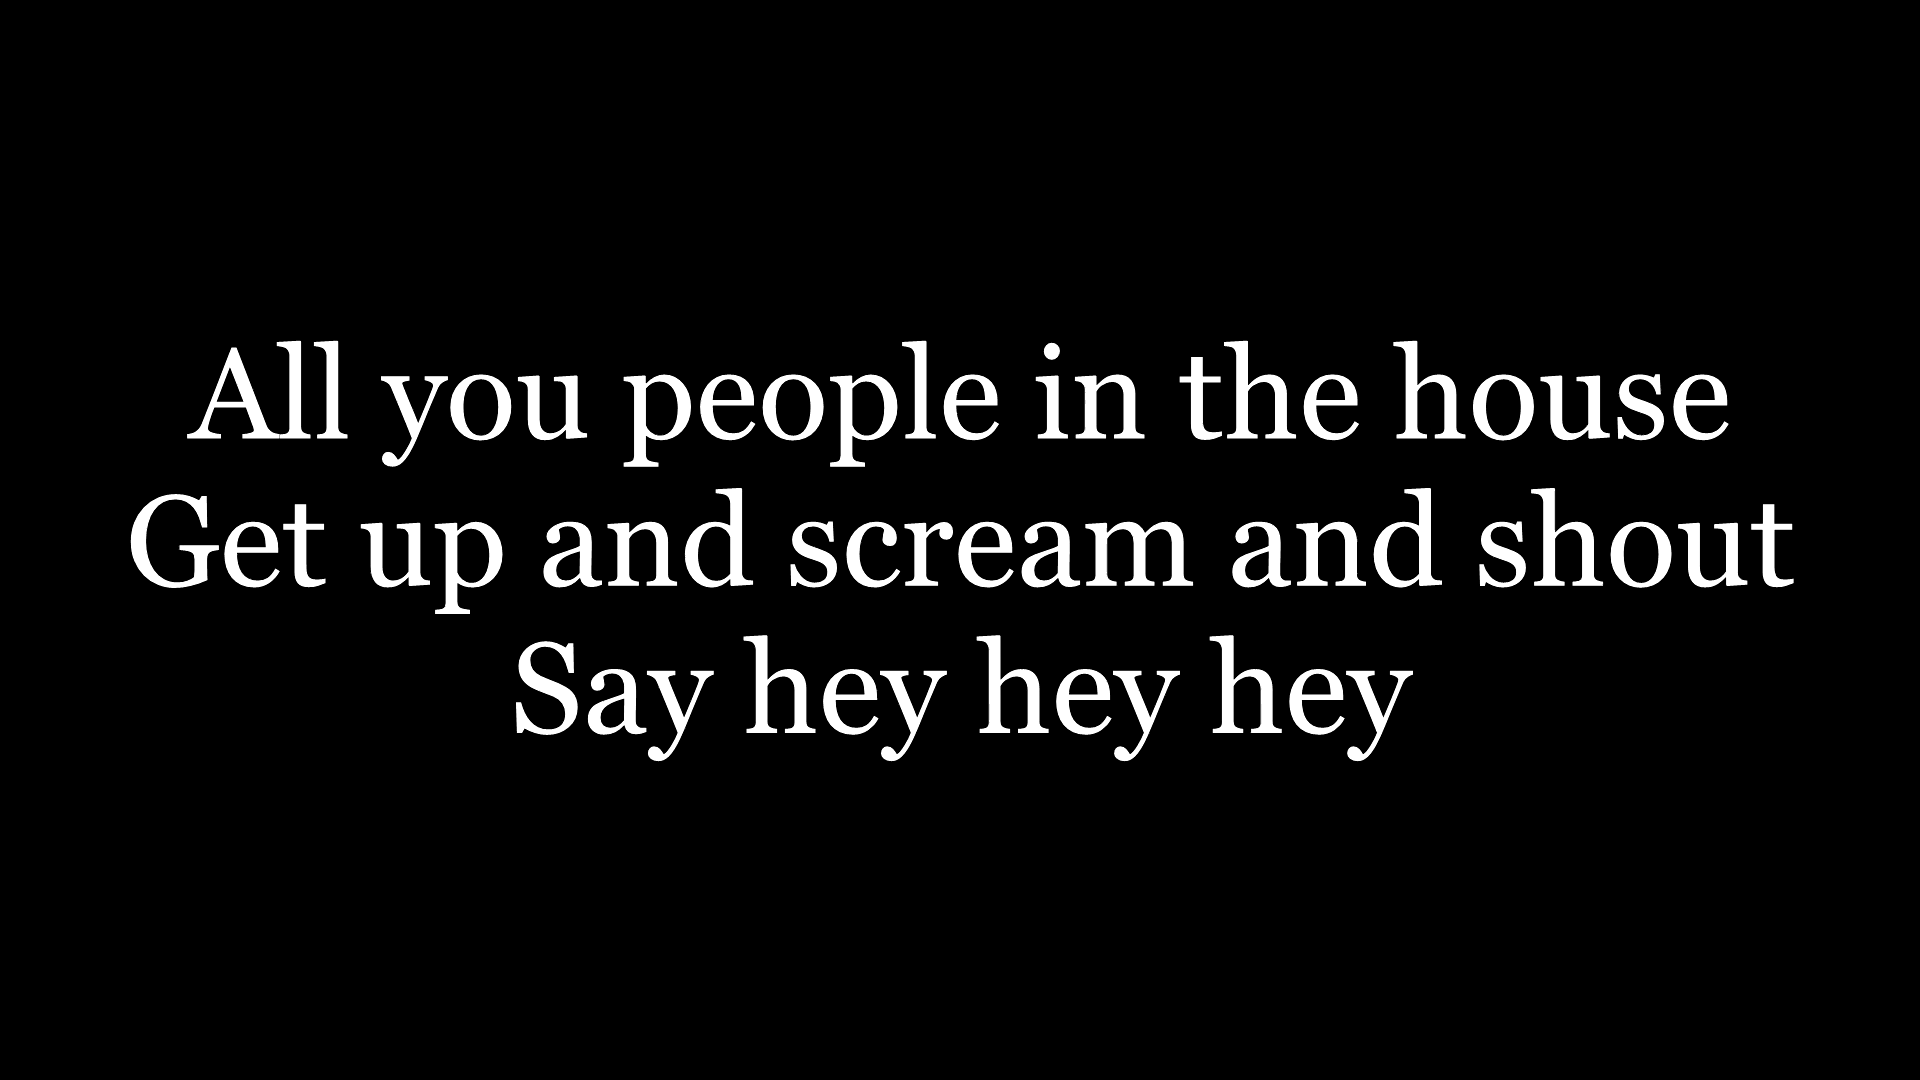 All you people in the house
Get up and scream and shout
Say hey hey hey